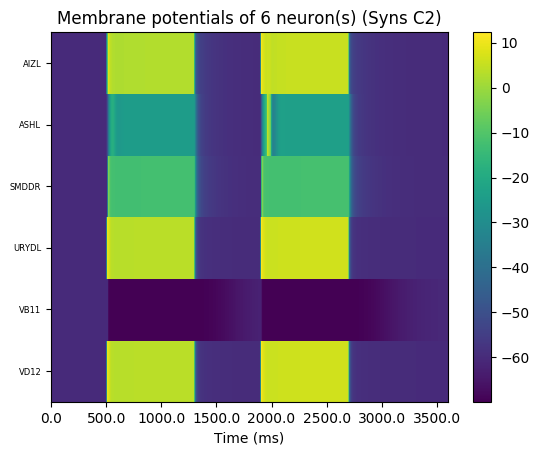 Membrane potentials of 6 neuron(s) (Syns C2)
AIZL
ASHL
SMDDR
URYDL
VB11
VD12
0.0 500.0 1000.0 1500.0 2000.0 2500.0 3000.0 3500.0
Time (ms)
10
0
−10
−20
−30
−40
−50
−60